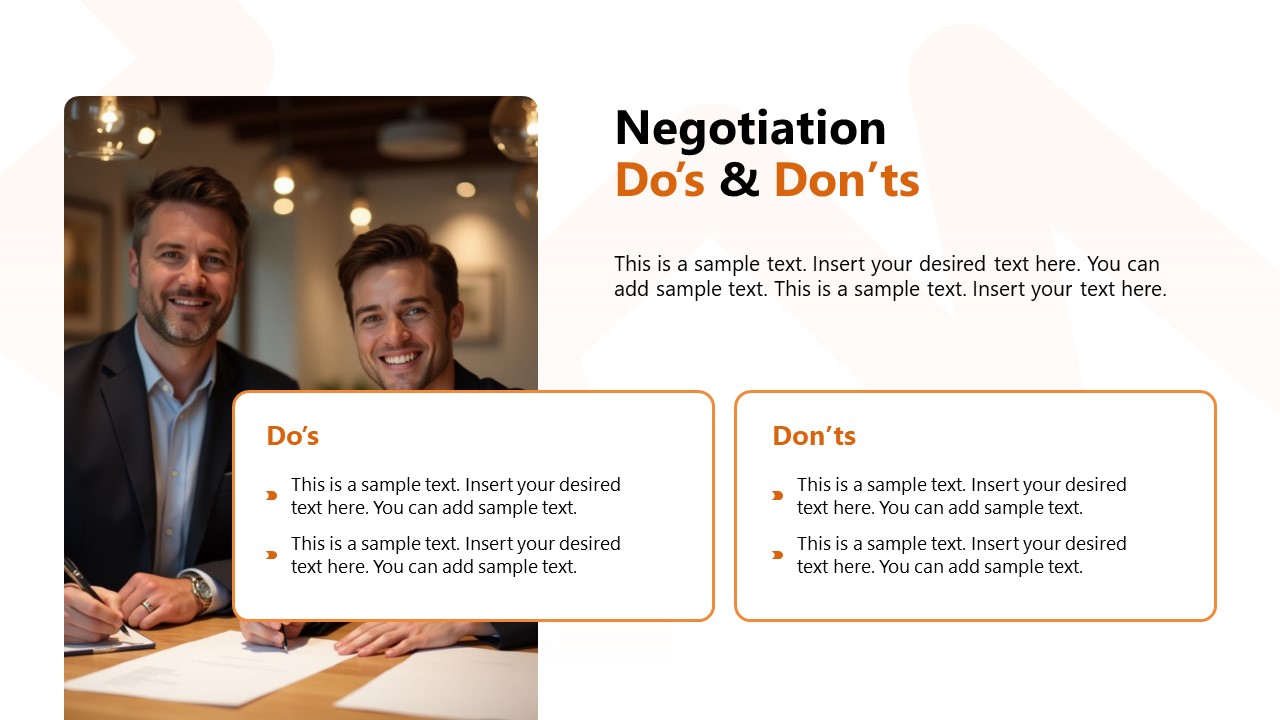 Negotiation
Do’s & Don’ts
This is a sample text. Insert your desired text here. You can
add sample text. This is a sample text. Insert your text here.
Do’s
This is a sample text. Insert your desired
text here. You can add sample text.
This is a sample text. Insert your desired
text here. You can add sample text.
Don’ts
This is a sample text. Insert your desired
text here. You can add sample text.
This is a sample text. Insert your desired
text here. You can add sample text.